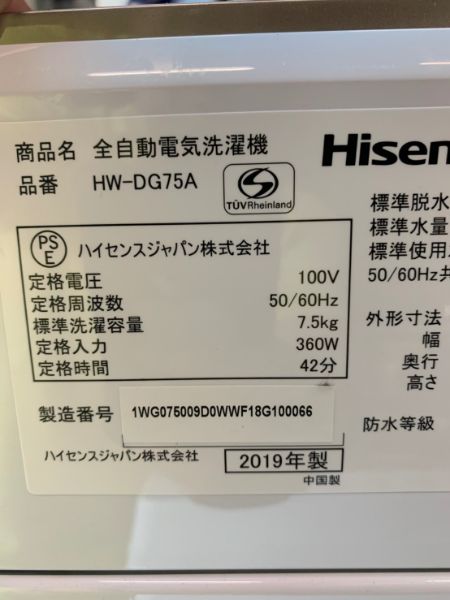 商品名 全自動電気洗濯機
品番 HW-DG75A
S
TÜVRheinland
Hisen
PS
E
ハイセンスジャパン株式会社
定格電圧 100V
定格周波数 50/60Hz
標準洗濯容量 7.5kg
定格入力 360W
定格時間 42分
製造番号 1WG075009D0WWF18G100066
ハイセンスジャパン株式会社 2019年製
中国製
標準脱水
標準水量
標準使用
50/60Hz共
外形寸法
幅
奥行
高さ
防水等級